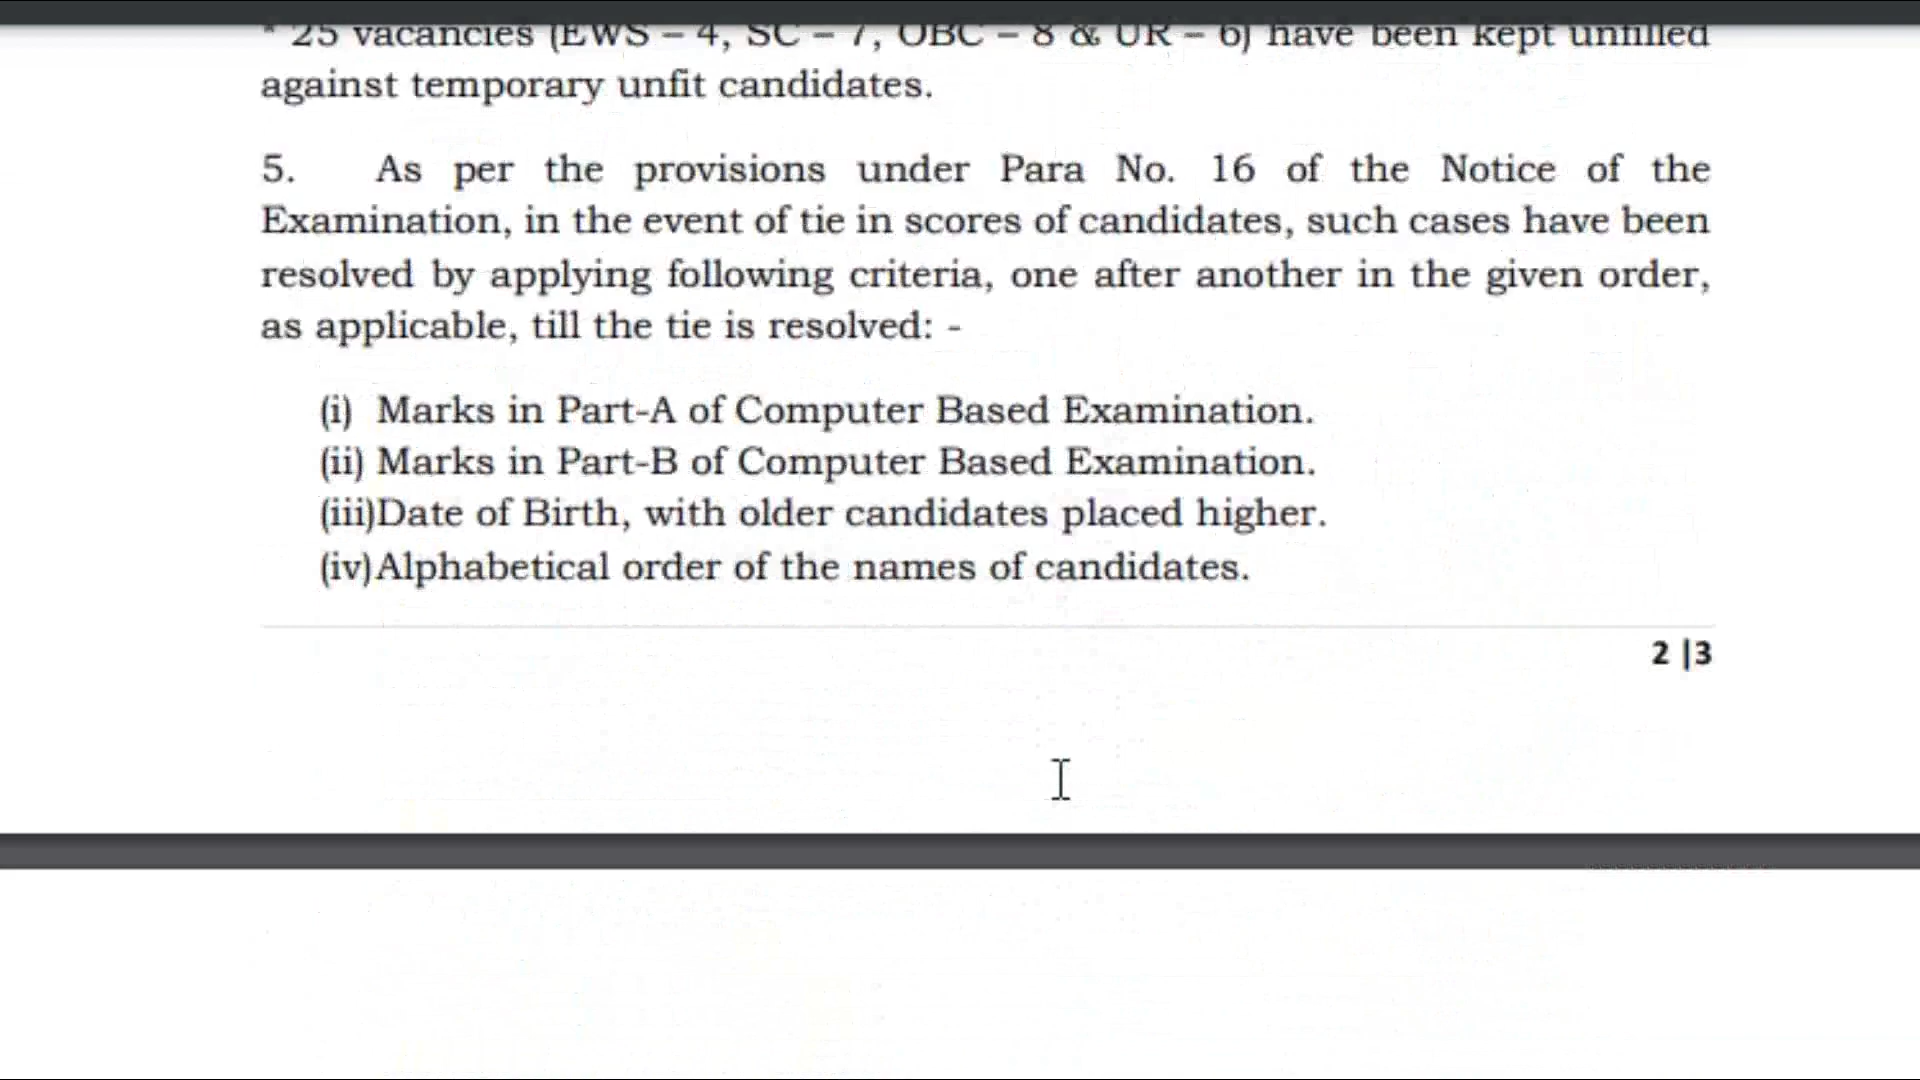 * 25 vacancies (EWS – 4, SC – 7, OBC – 8 & UR – 6) have been kept unfilled
against temporary unfit candidates.
5. As per the provisions under Para No. 16 of the Notice of the
Examination, in the event of tie in scores of candidates, such cases have been
resolved by applying following criteria, one after another in the given order,
as applicable, till the tie is resolved: -
(i) Marks in Part-A of Computer Based Examination.
(ii) Marks in Part-B of Computer Based Examination.
(iii)Date of Birth, with older candidates placed higher.
(iv)Alphabetical order of the names of candidates.
2 |3